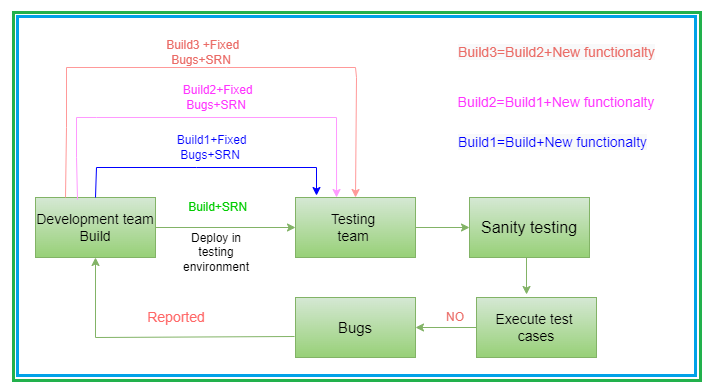 Build3 +Fixed
Bugs+SRN
Build3=Build2+New functionalty
Build2+Fixed
Bugs+SRN
Build2=Build1+New functionalty
Build1+Fixed
Bugs+SRN
Build1=Build+New functionalty
Development team
Build
Build+SRN
Deploy in
testing
environment
Testing
team
Sanity testing
Reported
Bugs
NO
Execute test
cases